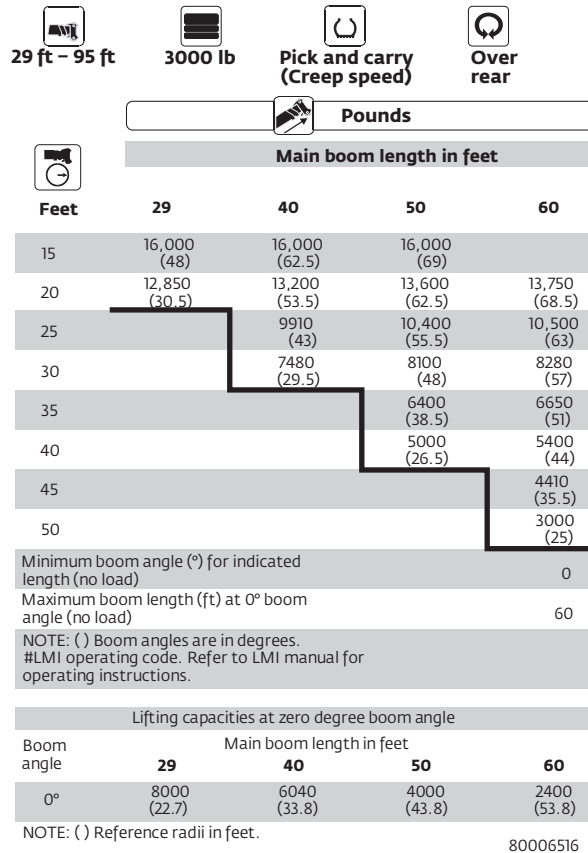 29 ft – 95 ft 3000 lb Pick and carry (Creep speed) Over rear
Pounds
Main boom length in feet
Feet 29 40 50 60
15 16,000 (48) 16,000 (62.5) 16,000 (69)
20 12,850 (30.5) 13,200 (53.5) 13,600 (62.5) 13,750 (68.5)
25 9910 (43) 10,400 (55.5) 10,500 (63)
30 7480 (29.5) 8100 (48) 8280 (57)
35 6400 (38.5) 6650 (51)
40 5000 (26.5) 5400 (44)
45 4410 (35.5)
50 3000 (25)
Minimum boom angle (º) for indicated
length (no load) 0
Maximum boom length (ft) at 0º boom
angle (no load) 60
NOTE: ( ) Boom angles are in degrees.
#LMI operating code. Refer to LMI manual for
operating instructions.
Lifting capacities at zero degree boom angle
Boom angle Main boom length in feet
29 40 50 60
0º 8000 (22.7) 6040 (33.8) 4000 (43.8) 2400 (53.8)
NOTE: ( ) Reference radii in feet.
80006516